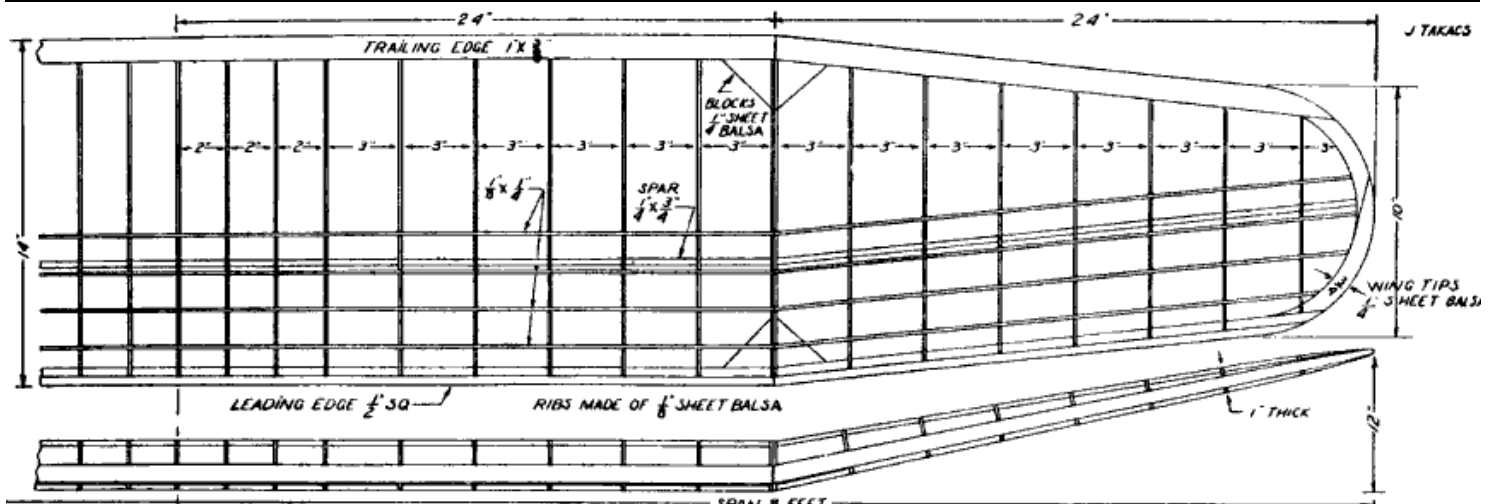 24"
24"
J TAKACS
TRAILING EDGE 1" X
BLOCKS
1/4" SHEET
BALSA
2" 2" 2" 3" 3" 3" 3" 3" 3" 3" 3" 3" 3" 3" 3" 3" 3
1/8" X 1/4"
SPAR
1/4" X 3/4"
14"
10"
WING TIPS
1/4" SHEET BALSA
LEADING EDGE 1/2" SQ
RIBS MADE OF 1/8" SHEET BALSA
1" THICK
12"
SPAN 8 FEET